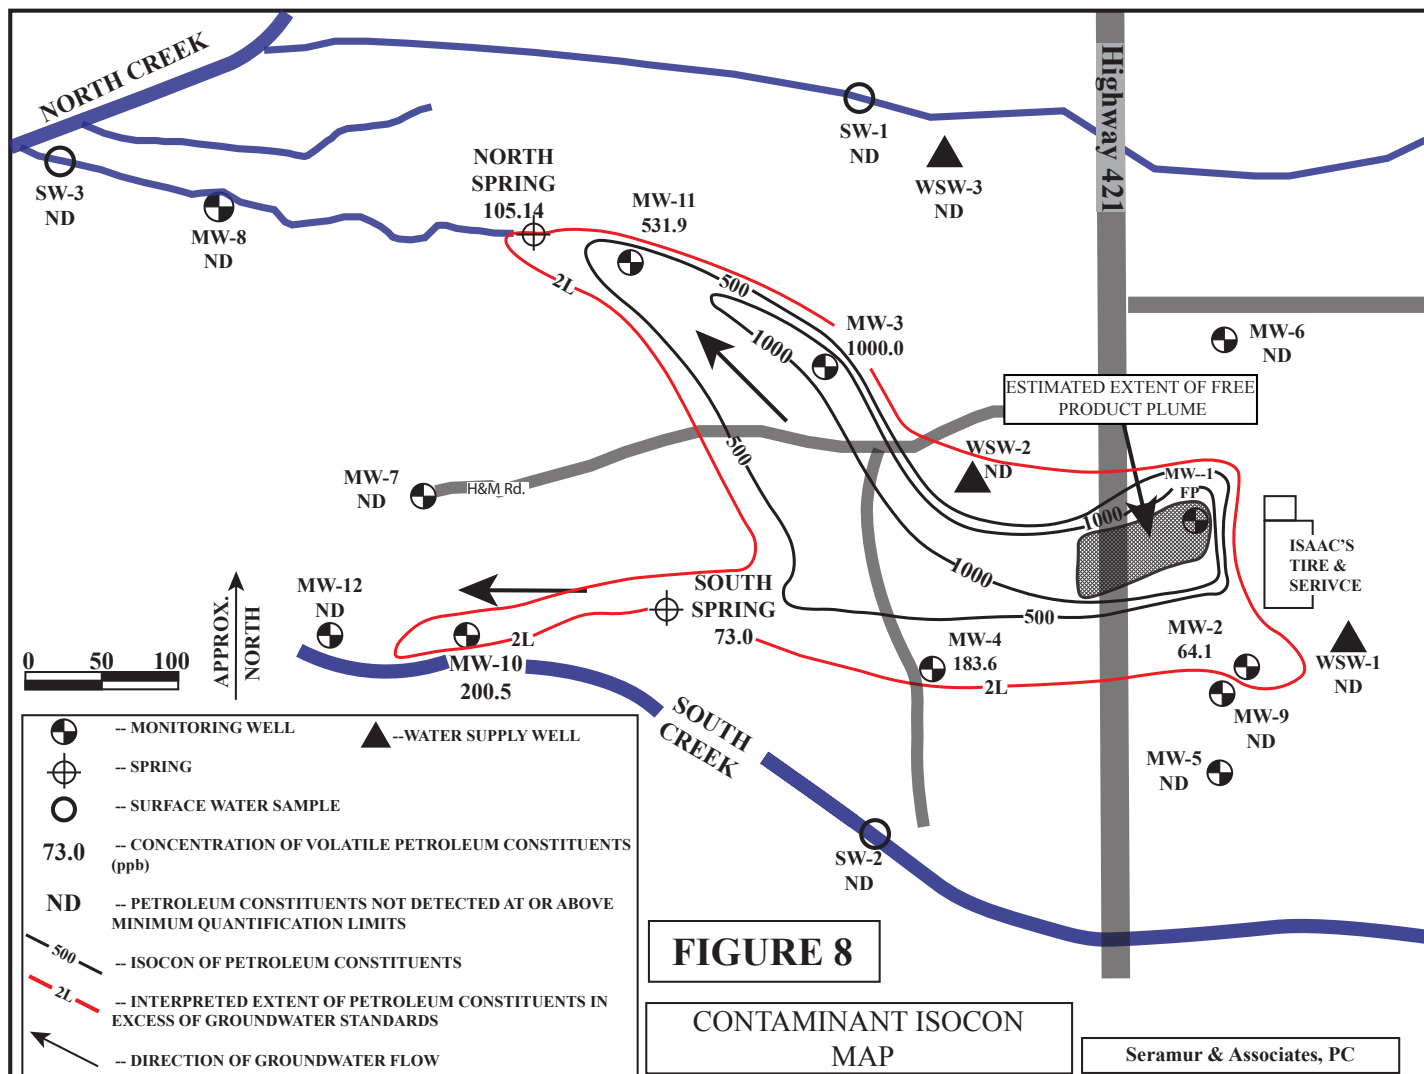 NORTH CREEK
SW-3
ND
MW-8
ND
NORTH
SPRING
105.14
MW-11
531.9
SW-1
ND
WSW-3
ND
Highway 421
2L
500
1000
MW-3
1000.0
MW-6
ND
ESTIMATED EXTENT OF FREE
PRODUCT PLUME
500
WSW-2
ND
MW-7
ND
H&M Rd.
MW--1
FP
1000
ISAAC'S
TIRE &
SERIVCE
1000
500
MW-12
ND
APPROX.
NORTH
SOUTH
SPRING
73.0
2L
MW-10
200.5
MW-4
183.6
2L
MW-2
64.1
WSW-1
ND
MW-9
ND
MW-5
ND
0 50 100
SOUTH
CREEK
SW-2
ND
-- MONITORING WELL
--WATER SUPPLY WELL
-- SPRING
-- SURFACE WATER SAMPLE
73.0 -- CONCENTRATION OF VOLATILE PETROLEUM CONSTITUENTS
(ppb)
ND -- PETROLEUM CONSTITUENTS NOT DETECTED AT OR ABOVE
MINIMUM QUANTIFICATION LIMITS
500 -- ISOCON OF PETROLEUM CONSTITUENTS
2L -- INTERPRETED EXTENT OF PETROLEUM CONSTITUENTS IN
EXCESS OF GROUNDWATER STANDARDS
-- DIRECTION OF GROUNDWATER FLOW
FIGURE 8
CONTAMINANT ISOCON
MAP
Seramur & Associates, PC